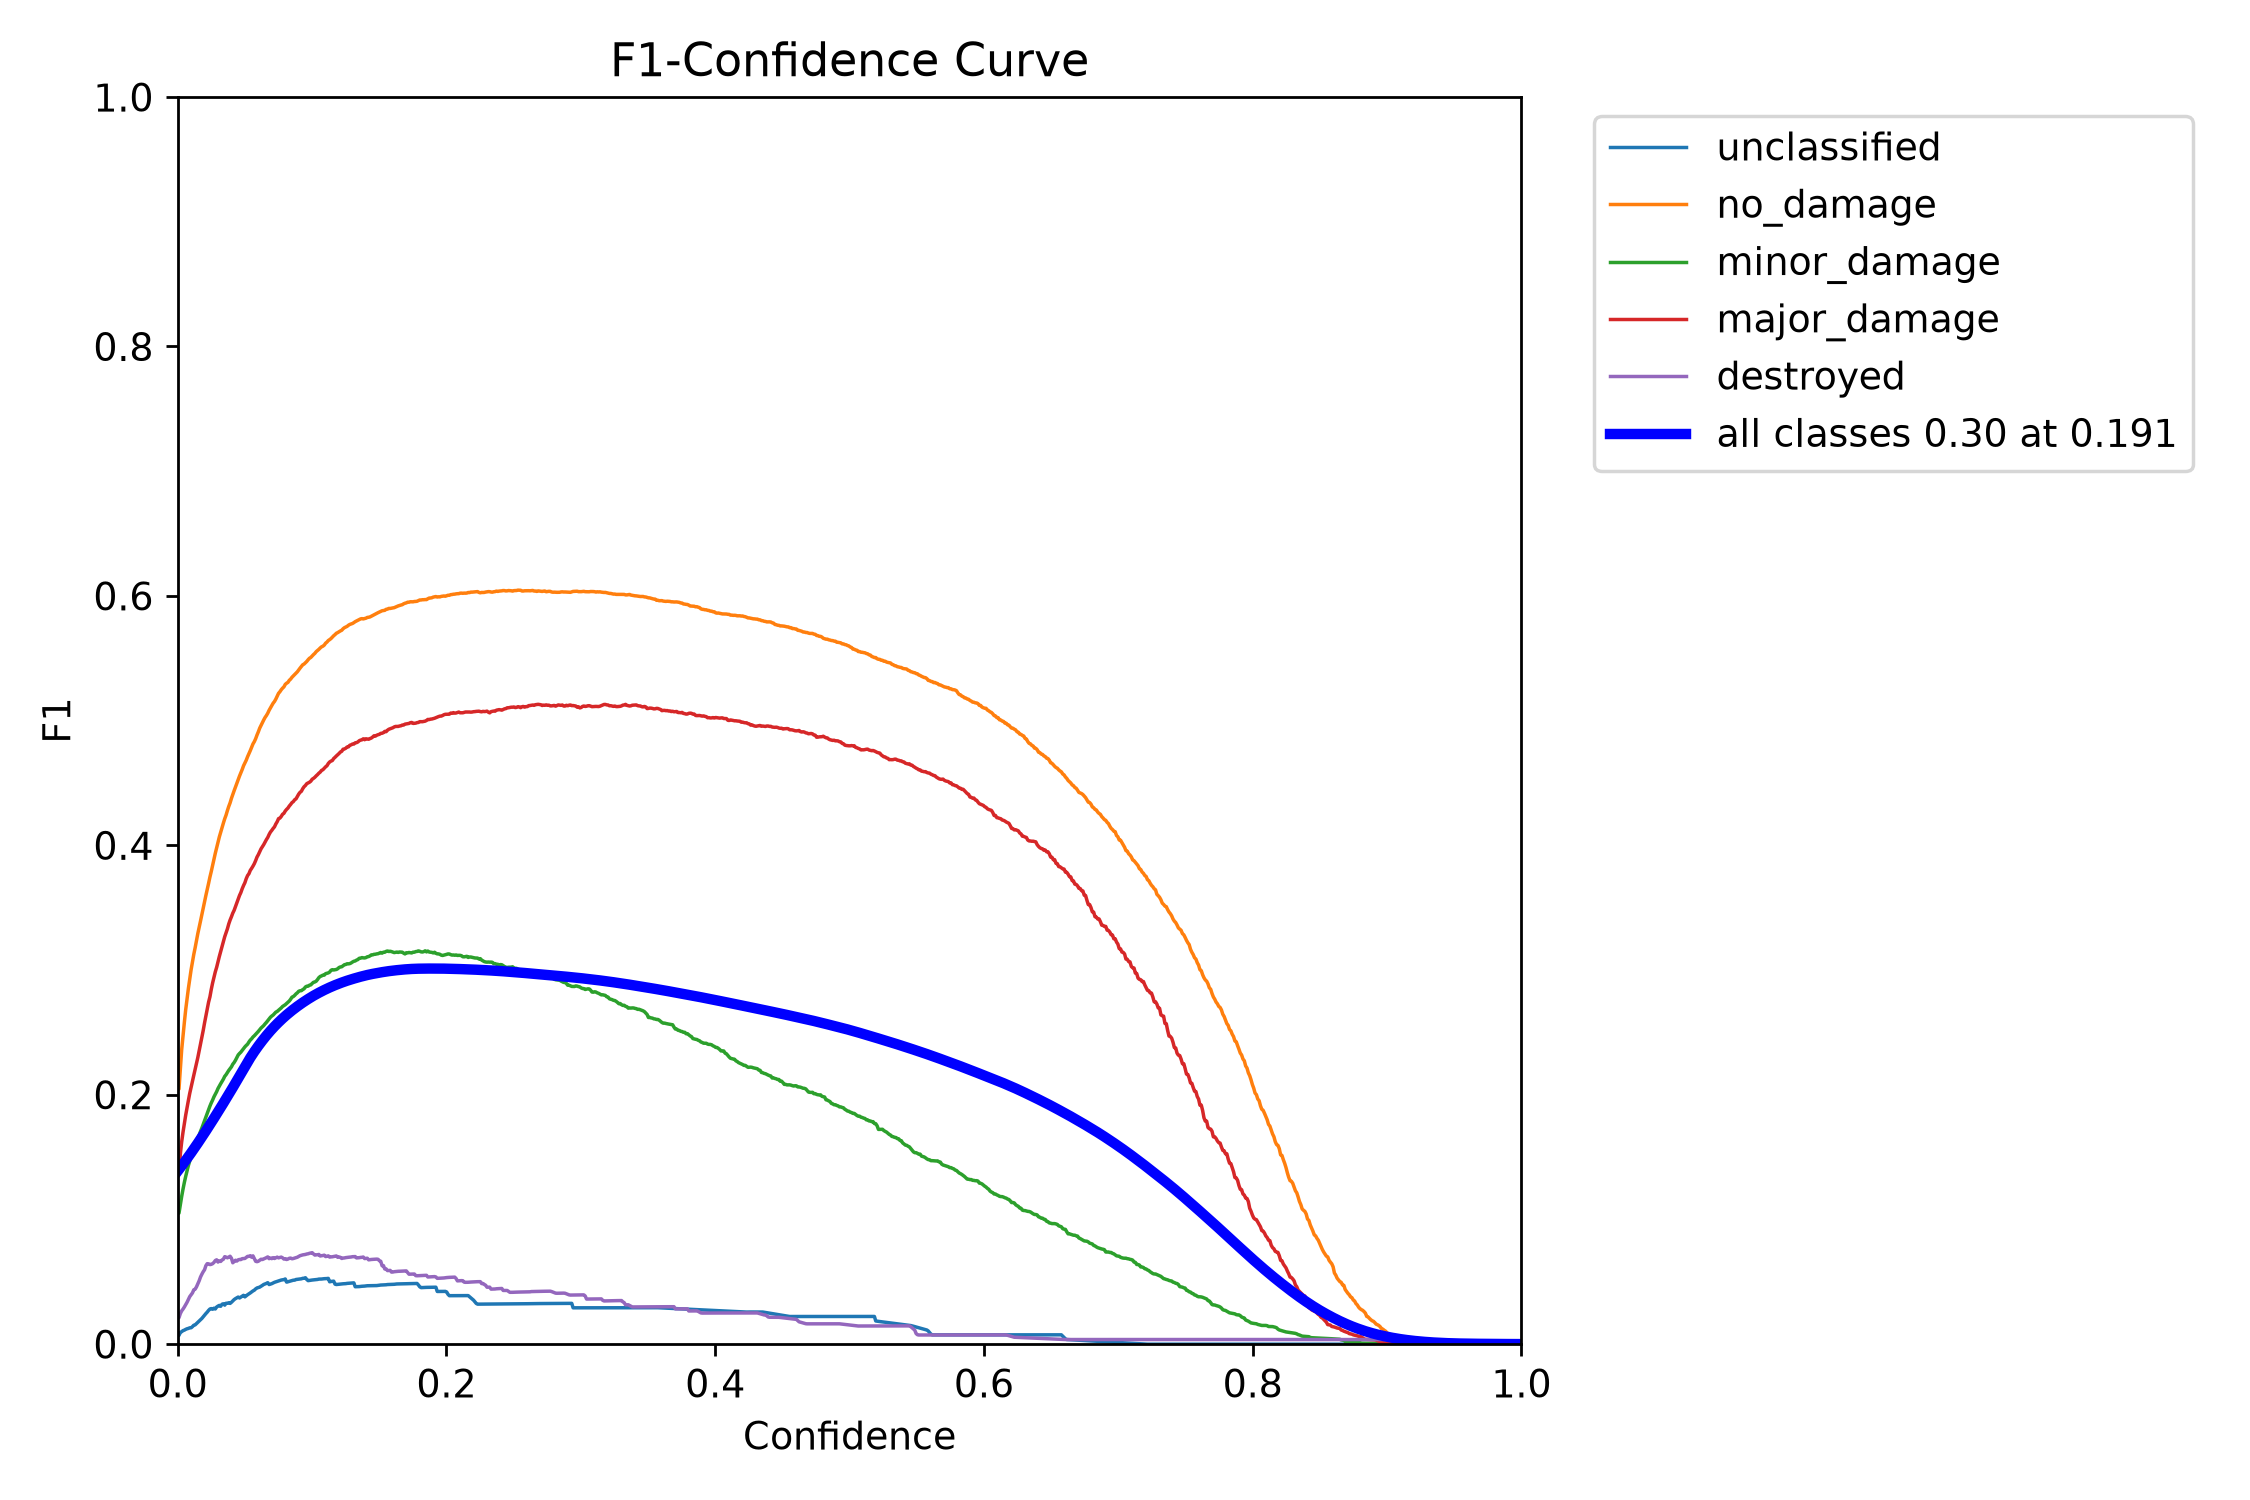 F1-Confidence Curve
1.0
0.8
0.6
0.4
0.2
0.0
F1
0.0 0.2 0.4 0.6 0.8 1.0
Confidence
unclassified
no_damage
minor_damage
major_damage
destroyed
all classes 0.30 at 0.191